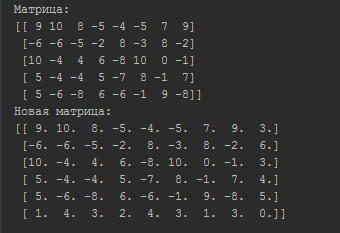 Матрица:
[[ 9 10  8 -5 -4 -5  7  9]
 [-6 -6 -5 -2  8 -3  8 -2]
 [10 -4  4  6 -8 10  0 -1]
 [ 5 -4 -4  5 -7  8 -1  7]
 [ 5 -6 -8  6 -6 -1  9 -8]]
Новая матрица:
[[ 9. 10.  8. -5. -4. -5.  7.  9.  3.]
 [-6. -6. -5. -2.  8. -3.  8. -2.  6.]
 [10. -4.  4.  6. -8. 10.  0. -1.  3.]
 [ 5. -4. -4.  5. -7.  8. -1.  7.  4.]
 [ 5. -6. -8.  6. -6. -1.  9. -8.  5.]
 [ 1.  4.  3.  2.  4.  3.  1.  3.  0.]]